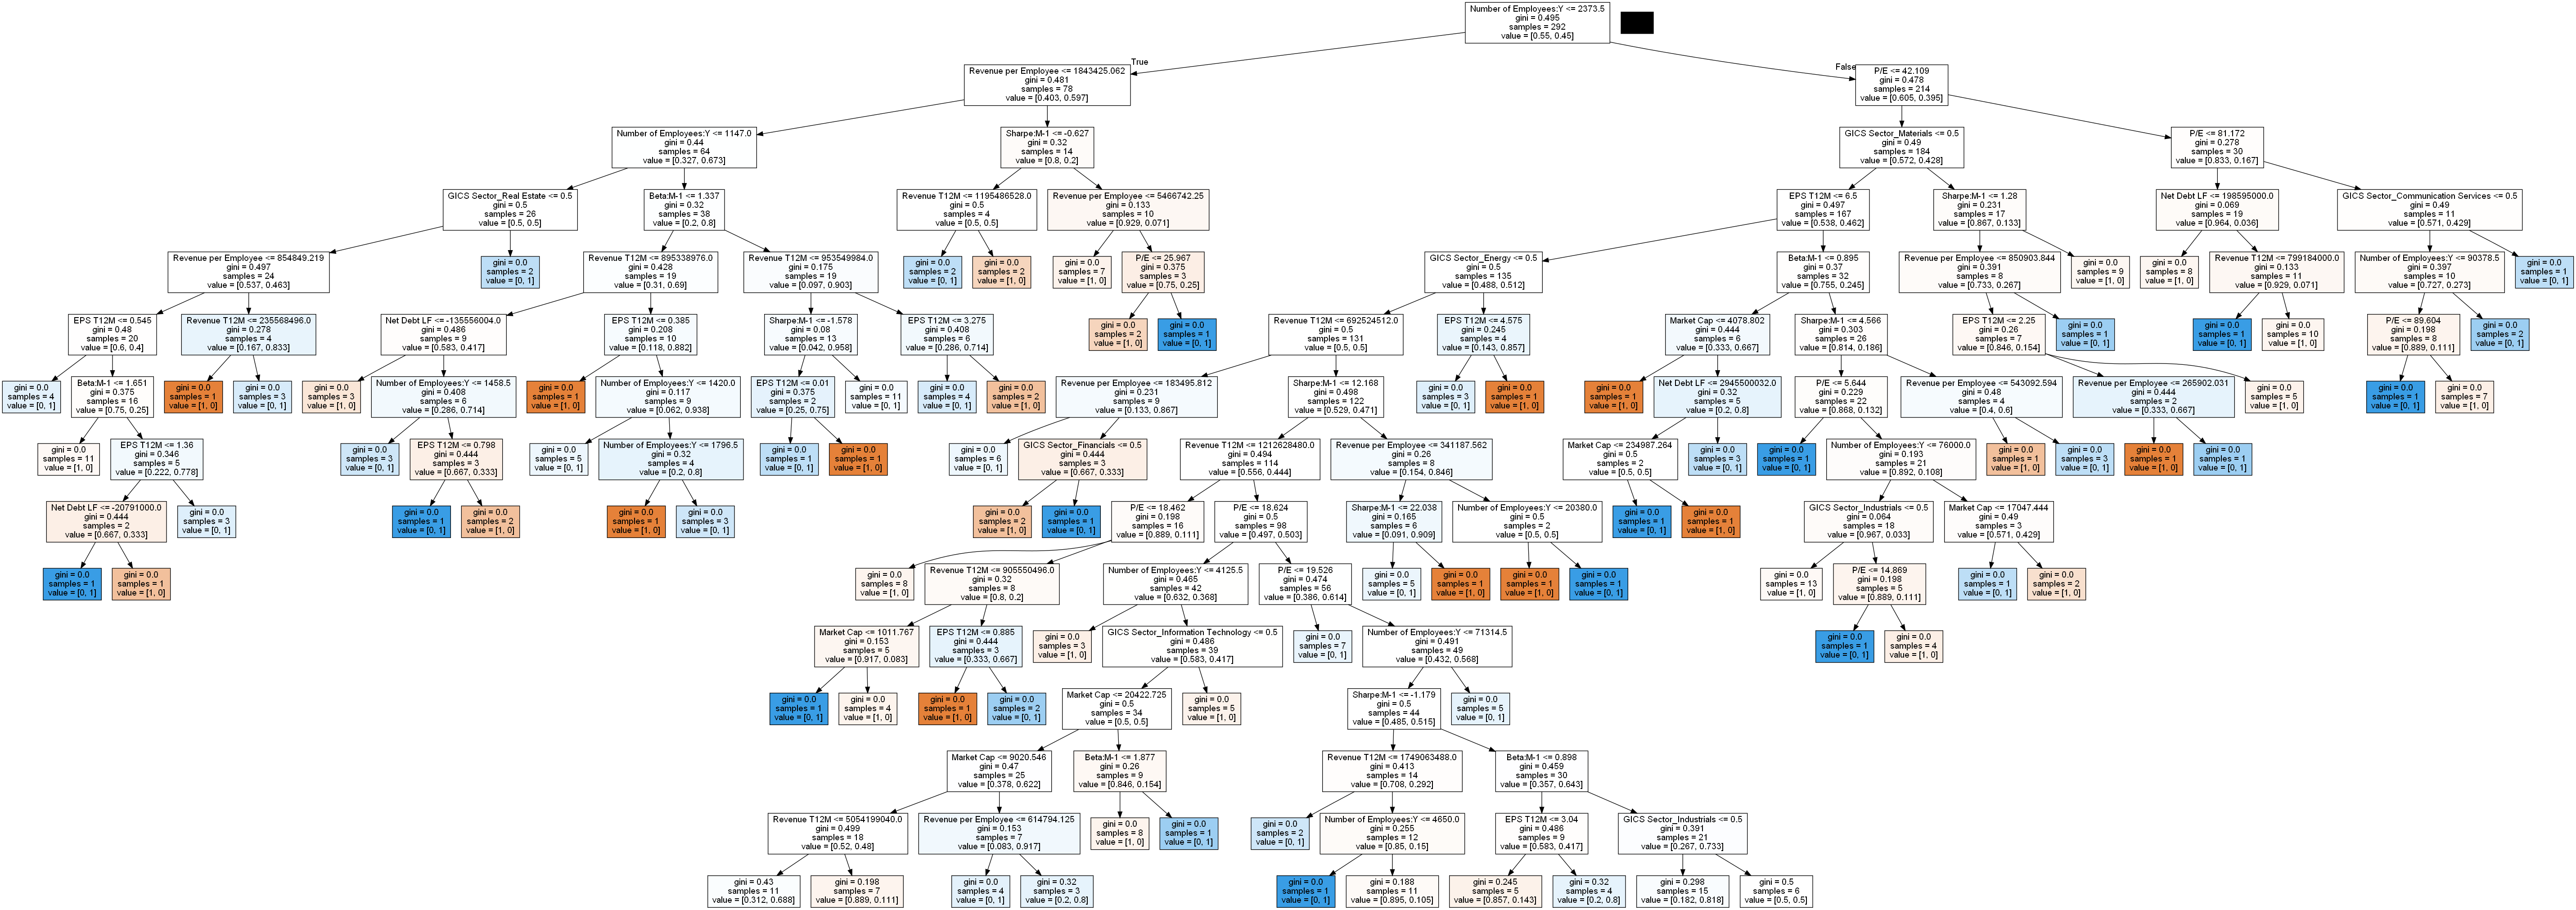 Number of Employees:Y <= 2373.5
gini = 0.495
samples = 292
value = [0.55, 0.45]
True
False
Revenue per Employee <= 1843425.062
gini = 0.481
samples = 78
value = [0.403, 0.597]
P/E <= 42.109
gini = 0.478
samples = 214
value = [0.605, 0.395]
Number of Employees:Y <= 1147.0
gini = 0.44
samples = 64
value = [0.327, 0.673]
Sharpe:M-1 <= -0.627
gini = 0.32
samples = 14
value = [0.8, 0.2]
GICS Sector_Materials <= 0.5
gini = 0.49
samples = 184
value = [0.572, 0.428]
P/E <= 81.172
gini = 0.278
samples = 30
value = [0.833, 0.167]
GICS Sector_Real Estate <= 0.5
gini = 0.5
samples = 26
value = [0.5, 0.5]
Beta:M-1 <= 1.337
gini = 0.32
samples = 38
value = [0.2, 0.8]
Revenue T12M <= 1195486528.0
gini = 0.5
samples = 4
value = [0.5, 0.5]
Revenue per Employee <= 5466742.25
gini = 0.133
samples = 10
value = [0.929, 0.071]
EPS T12M <= 6.5
gini = 0.497
samples = 167
value = [0.538, 0.462]
Sharpe:M-1 <= 1.28
gini = 0.231
samples = 17
value = [0.867, 0.133]
Net Debt LF <= 198595000.0
gini = 0.069
samples = 19
value = [0.964, 0.036]
GICS Sector_Communication Services <= 0.5
gini = 0.49
samples = 11
value = [0.571, 0.429]
Revenue per Employee <= 854849.219
gini = 0.497
samples = 24
value = [0.537, 0.463]
gini = 0.0
samples = 2
value = [0, 1]
Revenue T12M <= 895338976.0
gini = 0.428
samples = 19
value = [0.31, 0.69]
Revenue T12M <= 953549984.0
gini = 0.175
samples = 19
value = [0.097, 0.903]
gini = 0.0
samples = 2
value = [0, 1]
gini = 0.0
samples = 2
value = [1, 0]
gini = 0.0
samples = 7
value = [1, 0]
P/E <= 25.967
gini = 0.375
samples = 3
value = [0.75, 0.25]
GICS Sector_Energy <= 0.5
gini = 0.5
samples = 135
value = [0.488, 0.512]
Beta:M-1 <= 0.895
gini = 0.37
samples = 32
value = [0.755, 0.245]
Revenue per Employee <= 850903.844
gini = 0.391
samples = 8
value = [0.733, 0.267]
gini = 0.0
samples = 9
value = [1, 0]
gini = 0.0
samples = 8
value = [1, 0]
Revenue T12M <= 799184000.0
gini = 0.133
samples = 11
value = [0.929, 0.071]
Number of Employees:Y <= 90378.5
gini = 0.397
samples = 10
value = [0.727, 0.273]
gini = 0.0
samples = 1
value = [0, 1]
EPS T12M <= 0.545
gini = 0.48
samples = 20
value = [0.6, 0.4]
Revenue T12M <= 235568496.0
gini = 0.278
samples = 4
value = [0.167, 0.833]
Net Debt LF <= -135556004.0
gini = 0.486
samples = 9
value = [0.583, 0.417]
EPS T12M <= 0.385
gini = 0.208
samples = 10
value = [0.118, 0.882]
Sharpe:M-1 <= -1.578
gini = 0.08
samples = 13
value = [0.042, 0.958]
EPS T12M <= 3.275
gini = 0.408
samples = 6
value = [0.286, 0.714]
gini = 0.0
samples = 2
value = [1, 0]
gini = 0.0
samples = 1
value = [0, 1]
Revenue T12M <= 692524512.0
gini = 0.5
samples = 131
value = [0.5, 0.5]
EPS T12M <= 4.575
gini = 0.245
samples = 4
value = [0.143, 0.857]
Market Cap <= 4078.802
gini = 0.444
samples = 6
value = [0.333, 0.667]
Sharpe:M-1 <= 4.566
gini = 0.303
samples = 26
value = [0.814, 0.186]
EPS T12M <= 2.25
gini = 0.26
samples = 7
value = [0.846, 0.154]
gini = 0.0
samples = 1
value = [0, 1]
gini = 0.0
samples = 1
value = [0, 1]
gini = 0.0
samples = 10
value = [1, 0]
P/E <= 89.604
gini = 0.198
samples = 8
value = [0.889, 0.111]
gini = 0.0
samples = 2
value = [0, 1]
gini = 0.0
samples = 4
value = [0, 1]
Beta:M-1 <= 1.651
gini = 0.375
samples = 16
value = [0.75, 0.25]
gini = 0.0
samples = 1
value = [1, 0]
gini = 0.0
samples = 3
value = [0, 1]
gini = 0.0
samples = 3
value = [1, 0]
Number of Employees:Y <= 1458.5
gini = 0.408
samples = 6
value = [0.286, 0.714]
gini = 0.0
samples = 1
value = [1, 0]
Number of Employees:Y <= 1420.0
gini = 0.117
samples = 9
value = [0.062, 0.938]
EPS T12M <= 0.01
gini = 0.375
samples = 2
value = [0.25, 0.75]
gini = 0.0
samples = 11
value = [0, 1]
gini = 0.0
samples = 4
value = [0, 1]
gini = 0.0
samples = 2
value = [1, 0]
Revenue per Employee <= 183495.812
gini = 0.231
samples = 9
value = [0.133, 0.867]
Sharpe:M-1 <= 12.168
gini = 0.498
samples = 122
value = [0.529, 0.471]
gini = 0.0
samples = 3
value = [0, 1]
gini = 0.0
samples = 1
value = [1, 0]
gini = 0.0
samples = 1
value = [1, 0]
Net Debt LF <= 2945500032.0
gini = 0.32
samples = 5
value = [0.2, 0.8]
P/E <= 5.644
gini = 0.229
samples = 22
value = [0.868, 0.132]
Revenue per Employee <= 543092.594
gini = 0.48
samples = 4
value = [0.4, 0.6]
Revenue per Employee <= 265902.031
gini = 0.444
samples = 2
value = [0.333, 0.667]
gini = 0.0
samples = 5
value = [1, 0]
gini = 0.0
samples = 1
value = [0, 1]
gini = 0.0
samples = 7
value = [1, 0]
gini = 0.0
samples = 11
value = [1, 0]
EPS T12M <= 1.36
gini = 0.346
samples = 5
value = [0.222, 0.778]
gini = 0.0
samples = 3
value = [0, 1]
EPS T12M <= 0.798
gini = 0.444
samples = 3
value = [0.667, 0.333]
gini = 0.0
samples = 5
value = [0, 1]
Number of Employees:Y <= 1796.5
gini = 0.32
samples = 4
value = [0.2, 0.8]
gini = 0.0
samples = 1
value = [0, 1]
gini = 0.0
samples = 1
value = [1, 0]
gini = 0.0
samples = 6
value = [0, 1]
GICS Sector_Financials <= 0.5
gini = 0.444
samples = 3
value = [0.667, 0.333]
Revenue T12M <= 1212628480.0
gini = 0.494
samples = 114
value = [0.556, 0.444]
Revenue per Employee <= 341187.562
gini = 0.26
samples = 8
value = [0.154, 0.846]
Market Cap <= 234987.264
gini = 0.5
samples = 2
value = [0.5, 0.5]
gini = 0.0
samples = 3
value = [0, 1]
gini = 0.0
samples = 1
value = [0, 1]
Number of Employees:Y <= 76000.0
gini = 0.193
samples = 21
value = [0.892, 0.108]
gini = 0.0
samples = 1
value = [1, 0]
gini = 0.0
samples = 3
value = [0, 1]
gini = 0.0
samples = 1
value = [1, 0]
gini = 0.0
samples = 1
value = [0, 1]
Net Debt LF <= -20791000.0
gini = 0.444
samples = 2
value = [0.667, 0.333]
gini = 0.0
samples = 3
value = [0, 1]
gini = 0.0
samples = 1
value = [0, 1]
gini = 0.0
samples = 2
value = [1, 0]
gini = 0.0
samples = 1
value = [1, 0]
gini = 0.0
samples = 3
value = [0, 1]
gini = 0.0
samples = 2
value = [1, 0]
gini = 0.0
samples = 1
value = [0, 1]
P/E <= 18.462
gini = 0.198
samples = 16
value = [0.889, 0.111]
P/E <= 18.624
gini = 0.5
samples = 98
value = [0.497, 0.503]
Sharpe:M-1 <= 22.038
gini = 0.165
samples = 6
value = [0.091, 0.909]
Number of Employees:Y <= 20380.0
gini = 0.5
samples = 2
value = [0.5, 0.5]
gini = 0.0
samples = 1
value = [0, 1]
gini = 0.0
samples = 1
value = [1, 0]
GICS Sector_Industrials <= 0.5
gini = 0.064
samples = 18
value = [0.967, 0.033]
Market Cap <= 17047.444
gini = 0.49
samples = 3
value = [0.571, 0.429]
gini = 0.0
samples = 1
value = [0, 1]
gini = 0.0
samples = 1
value = [1, 0]
gini = 0.0
samples = 8
value = [1, 0]
Revenue T12M <= 905550496.0
gini = 0.32
samples = 8
value = [0.8, 0.2]
Number of Employees:Y <= 4125.5
gini = 0.465
samples = 42
value = [0.632, 0.368]
P/E <= 19.526
gini = 0.474
samples = 56
value = [0.386, 0.614]
gini = 0.0
samples = 5
value = [0, 1]
gini = 0.0
samples = 1
value = [1, 0]
gini = 0.0
samples = 1
value = [1, 0]
gini = 0.0
samples = 1
value = [0, 1]
gini = 0.0
samples = 13
value = [1, 0]
P/E <= 14.869
gini = 0.198
samples = 5
value = [0.889, 0.111]
gini = 0.0
samples = 1
value = [0, 1]
gini = 0.0
samples = 2
value = [1, 0]
Market Cap <= 1011.767
gini = 0.153
samples = 5
value = [0.917, 0.083]
EPS T12M <= 0.885
gini = 0.444
samples = 3
value = [0.333, 0.667]
gini = 0.0
samples = 3
value = [1, 0]
GICS Sector_Information Technology <= 0.5
gini = 0.486
samples = 39
value = [0.583, 0.417]
gini = 0.0
samples = 7
value = [0, 1]
Number of Employees:Y <= 71314.5
gini = 0.491
samples = 49
value = [0.432, 0.568]
gini = 0.0
samples = 1
value = [0, 1]
gini = 0.0
samples = 4
value = [1, 0]
gini = 0.0
samples = 1
value = [0, 1]
gini = 0.0
samples = 4
value = [1, 0]
gini = 0.0
samples = 1
value = [1, 0]
gini = 0.0
samples = 2
value = [0, 1]
Market Cap <= 20422.725
gini = 0.5
samples = 34
value = [0.5, 0.5]
gini = 0.0
samples = 5
value = [1, 0]
Sharpe:M-1 <= -1.179
gini = 0.5
samples = 44
value = [0.485, 0.515]
gini = 0.0
samples = 5
value = [0, 1]
Market Cap <= 9020.546
gini = 0.47
samples = 25
value = [0.378, 0.622]
Beta:M-1 <= 1.877
gini = 0.26
samples = 9
value = [0.846, 0.154]
Revenue T12M <= 1749063488.0
gini = 0.413
samples = 14
value = [0.708, 0.292]
Beta:M-1 <= 0.898
gini = 0.459
samples = 30
value = [0.357, 0.643]
Revenue T12M <= 5054199040.0
gini = 0.499
samples = 18
value = [0.52, 0.48]
Revenue per Employee <= 614794.125
gini = 0.153
samples = 7
value = [0.083, 0.917]
gini = 0.0
samples = 8
value = [1, 0]
gini = 0.0
samples = 1
value = [0, 1]
gini = 0.0
samples = 2
value = [0, 1]
Number of Employees:Y <= 4650.0
gini = 0.255
samples = 12
value = [0.85, 0.15]
EPS T12M <= 3.04
gini = 0.486
samples = 9
value = [0.583, 0.417]
GICS Sector_Industrials <= 0.5
gini = 0.391
samples = 21
value = [0.267, 0.733]
gini = 0.43
samples = 11
value = [0.312, 0.688]
gini = 0.198
samples = 7
value = [0.889, 0.111]
gini = 0.0
samples = 4
value = [0, 1]
gini = 0.32
samples = 3
value = [0.2, 0.8]
gini = 0.0
samples = 1
value = [0, 1]
gini = 0.188
samples = 11
value = [0.895, 0.105]
gini = 0.245
samples = 5
value = [0.857, 0.143]
gini = 0.32
samples = 4
value = [0.2, 0.8]
gini = 0.298
samples = 15
value = [0.182, 0.818]
gini = 0.5
samples = 6
value = [0.5, 0.5]